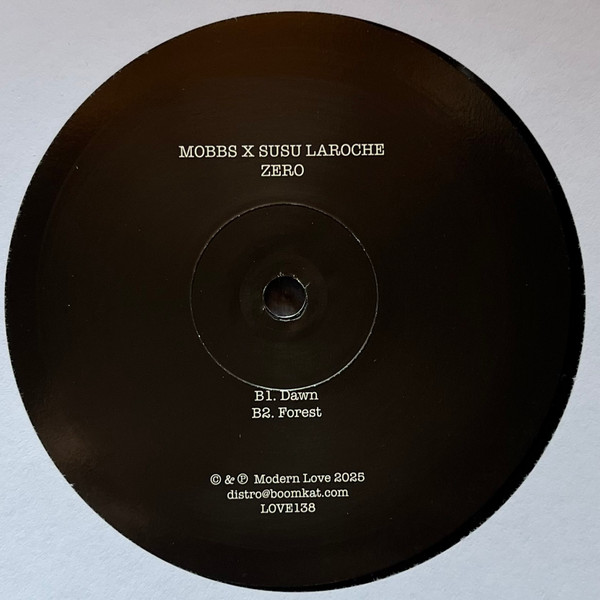 MOBBS X SUSU LAROCHE
ZERO
B1. Dawn
B2. Forest
© & ℗ Modern Love 2025
distro@boomkat.com
LOVE138